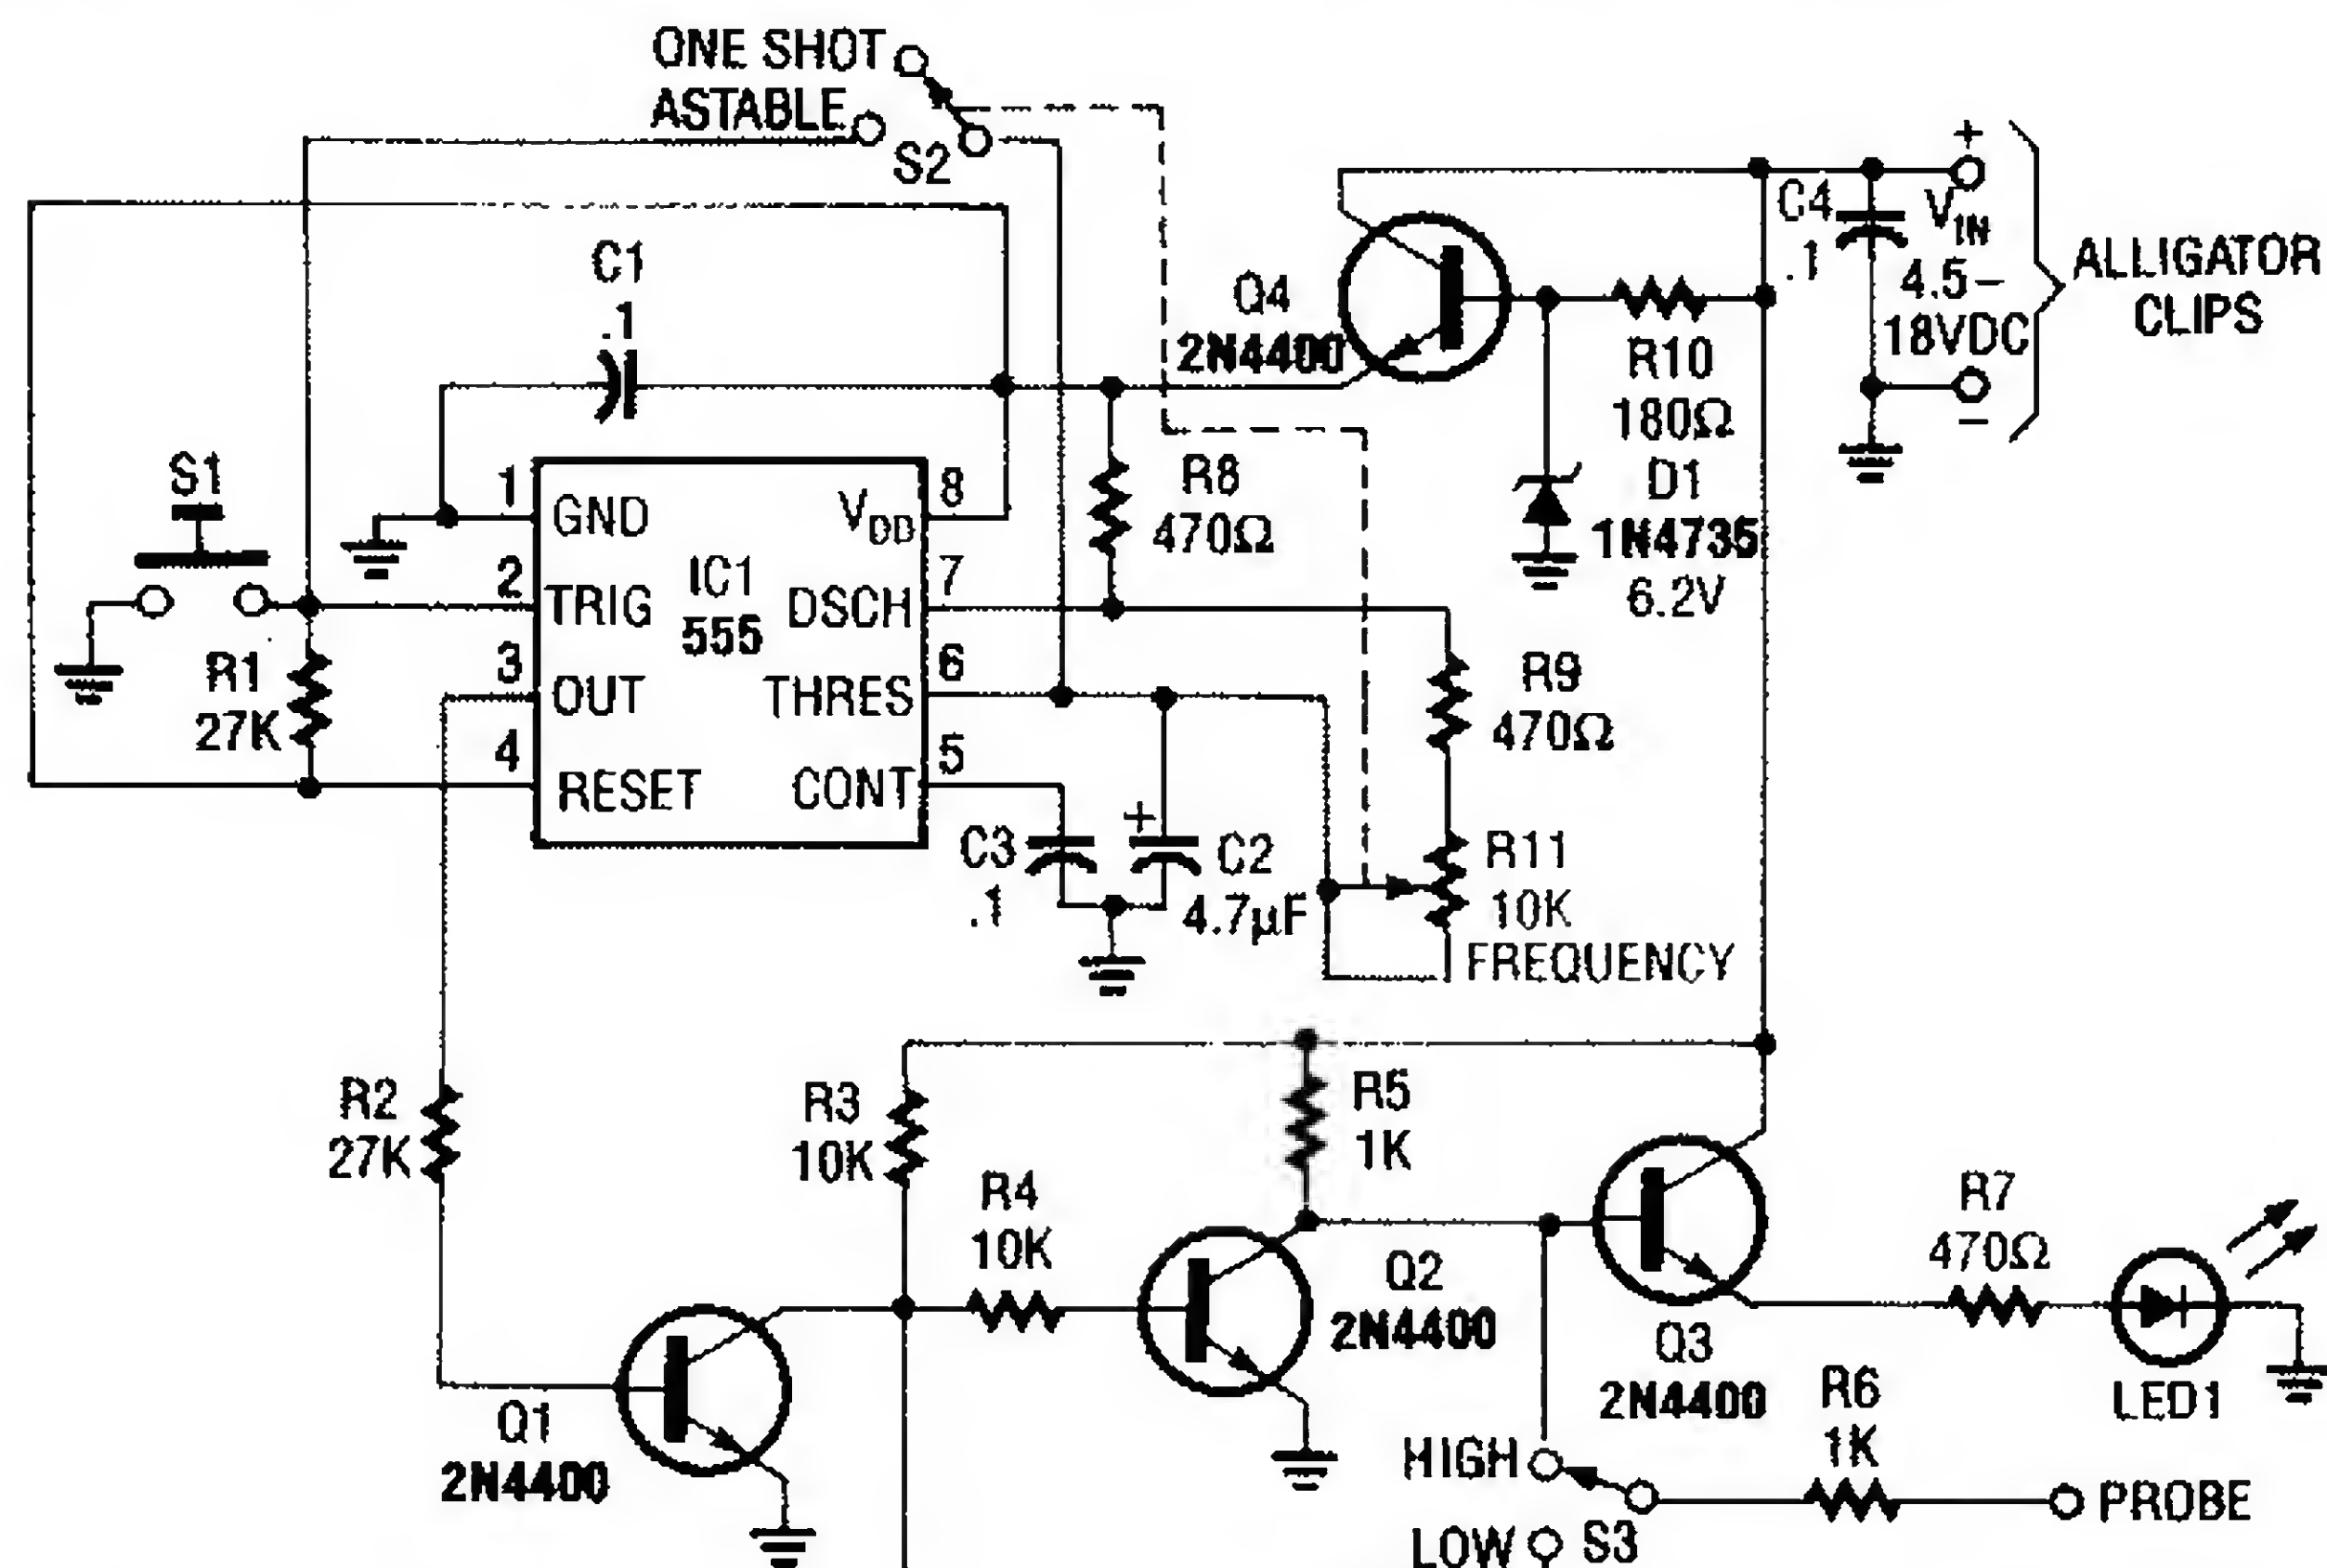 ONE SHOT
ASTABLE
S2
C1
.1
S1
1
GND
2
TRIG
3
OUT
4
RESET
IC1
555
8
VDD
7
DSCH
6
THRES
5
CONT
R1
27K
Q4
2N4400
R8
470Ω
C4
.1
+
VIN
4.5–
18VDC
–
ALLIGATOR
CLIPS
R10
180Ω
D1
1N4735
6.2V
R9
470Ω
R11
10K
FREQUENCY
C3
.1
+
C2
4.7µF
R2
27K
R3
10K
R4
10K
R5
1K
Q1
2N4400
Q2
2N4400
Q3
2N4400
R7
470Ω
LED1
R6
1K
HIGH
LOW
S3
PROBE